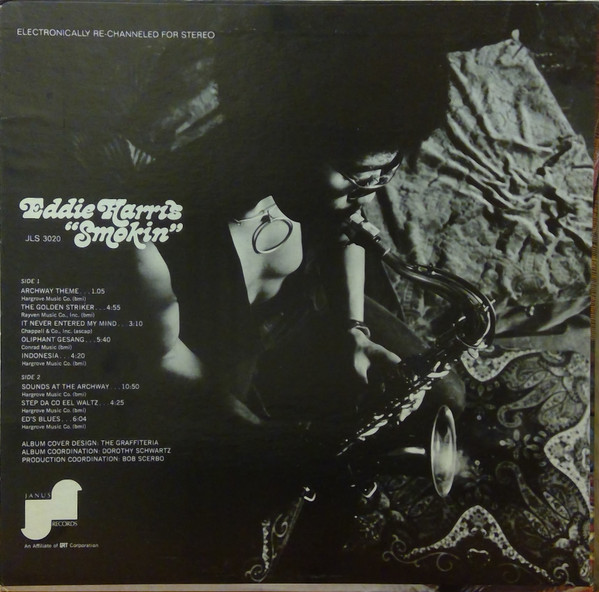 ELECTRONICALLY RE-CHANNELED FOR STEREO
Eddie Harris
JLS 3020 "Smokin"
SIDE 1
ARCHWAY THEME...1:05
Hargrove Music Co. (bmi)
THE GOLDEN STRIKER...4:55
Rayven Music Co., Inc. (bmi)
IT NEVER ENTERED MY MIND...3:10
Chappell & Co., Inc. (ascap)
OLIPHANT GESANG...5:40
Conrad Music (bmi)
INDONESIA...4:20
Hargrove Music Co. (bmi)
SIDE 2
SOUNDS AT THE ARCHWAY...10:50
Hargrove Music Co. (bmi)
STEP DA CO EEL WALTZ...4:25
Hargrove Music Co. (bmi)
ED'S BLUES...6:04
Hargrove Music Co. (bmi)
ALBUM COVER DESIGN: THE GRAFFITERIA
ALBUM COORDINATION: DOROTHY SCHWARTZ
PRODUCTION COORDINATION: BOB SCERBO
JANUS
RECORDS
An Affiliate of GRT Corporation